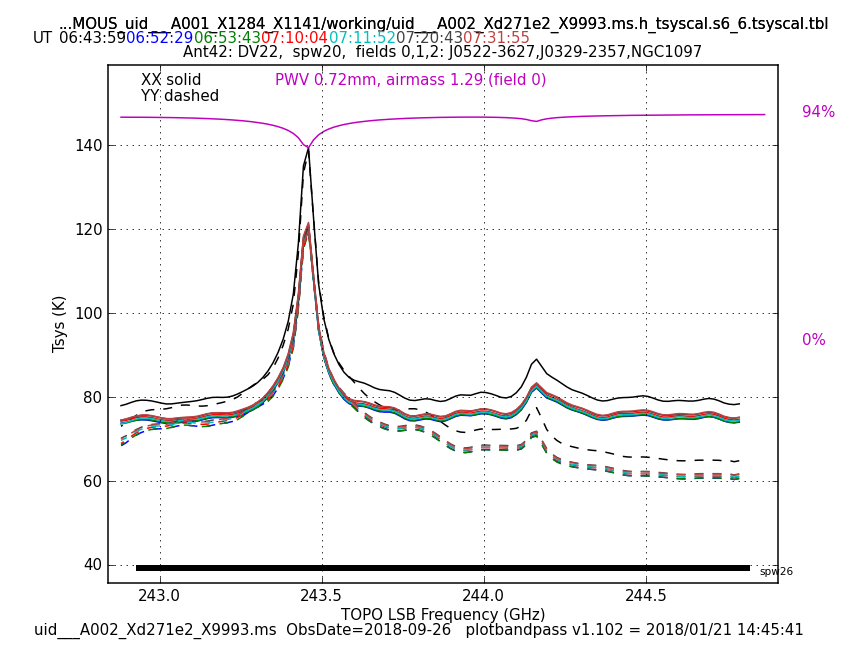 ...MOUS_uid___A001_X1284_X1141/working/uid___A002_Xd271e2_X9993.ms.h_tsyscal.s6_6.tsyscal.tbl
UT 06:43:59 06:52:29 06:53:43 07:10:04 07:11:52 07:20:43 07:31:55
Ant42: DV22, spw20, fields 0,1,2: J0522-3627,J0329-2357,NGC1097
XX solid
PWV 0.72mm, airmass 1.29 (field 0)
YY dashed
94%
140
120
100
80
60
40
0%
Tsys (K)
spw26
243.0 243.5 244.0 244.5
TOPO LSB Frequency (GHz)
uid___A002_Xd271e2_X9993.ms ObsDate=2018-09-26 plotbandpass v1.102 = 2018/01/21 14:45:41